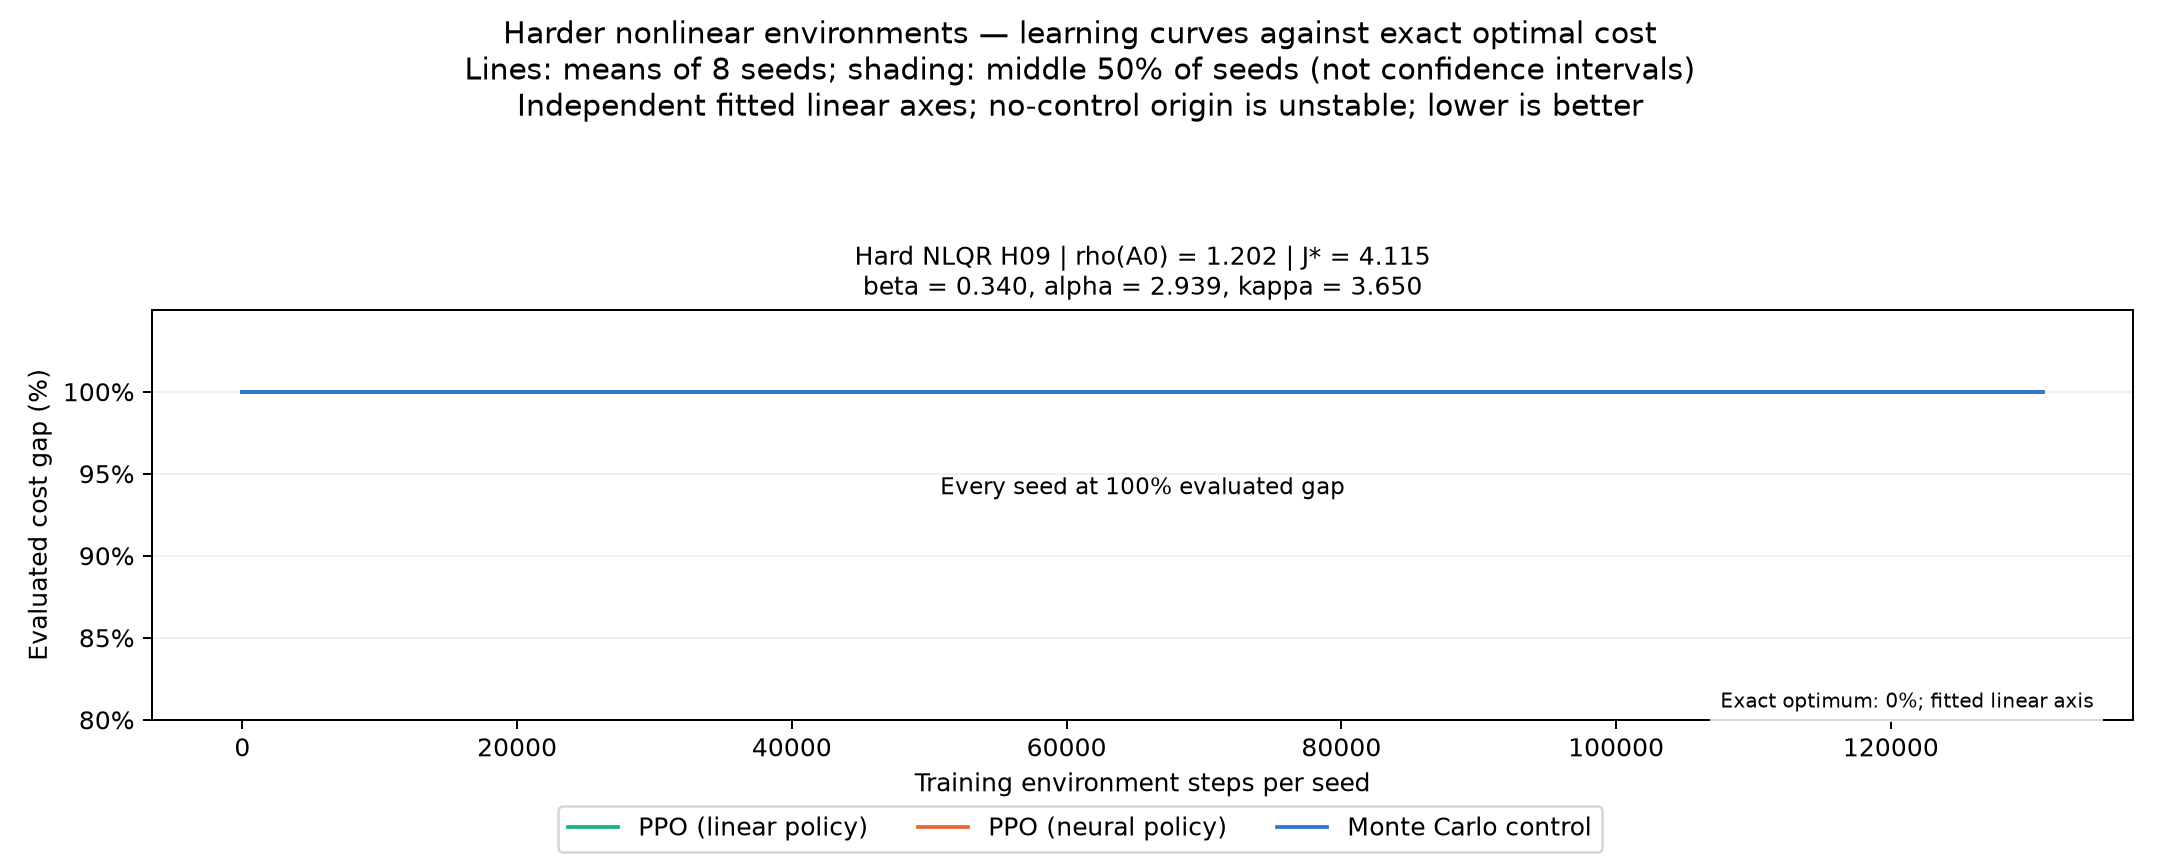 Harder nonlinear environments — learning curves against exact optimal cost
Lines: means of 8 seeds; shading: middle 50% of seeds (not confidence intervals)
Independent fitted linear axes; no-control origin is unstable; lower is better
Hard NLQR H09 | rho(A0) = 1.202 | J* = 4.115
beta = 0.340, alpha = 2.939, kappa = 3.650
Evaluated cost gap (%)
100%
95%
90%
85%
80%
Every seed at 100% evaluated gap
Exact optimum: 0%; fitted linear axis
0 20000 40000 60000 80000 100000 120000
Training environment steps per seed
PPO (linear policy) PPO (neural policy) Monte Carlo control